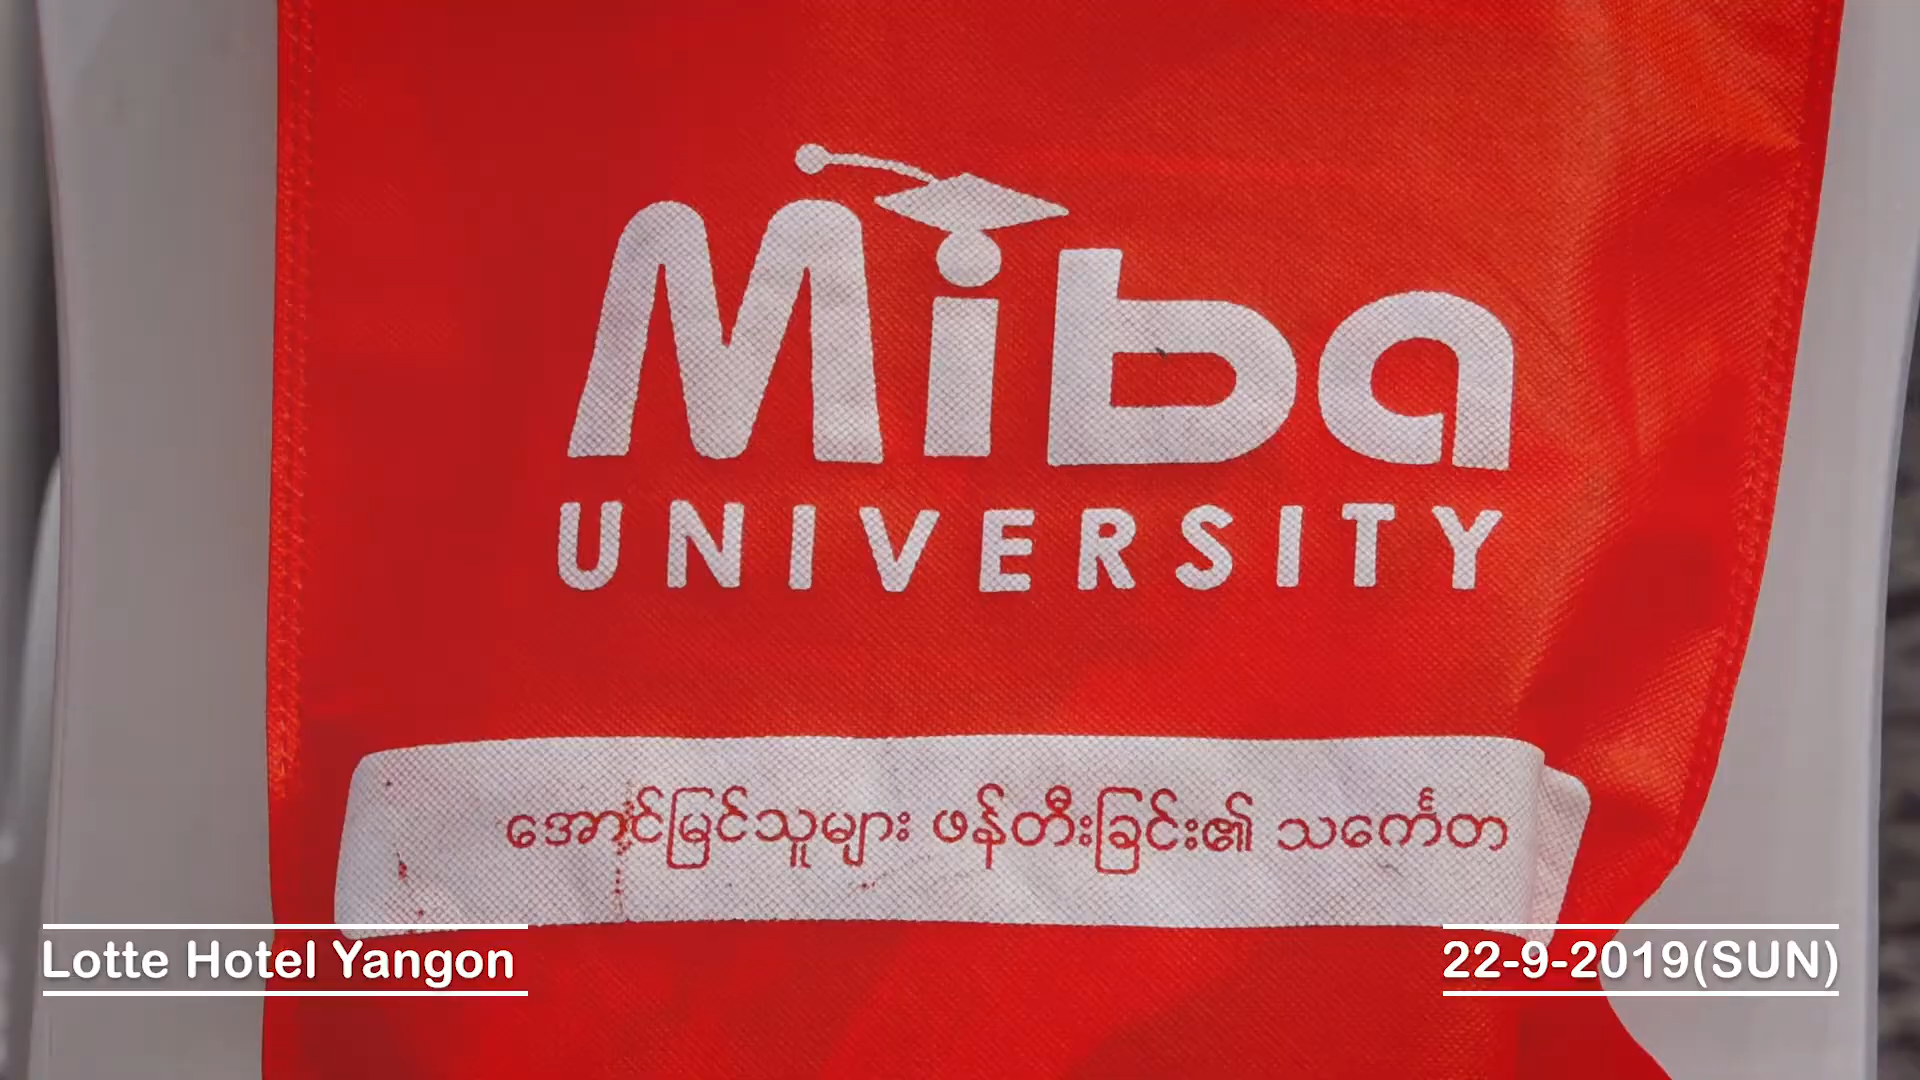 Miba
UNIVERSITY
အောင်မြင်သူများ ဖန်တီးခြင်း၏ သင်္ကေတ
Lotte Hotel Yangon
22-9-2019(SUN)